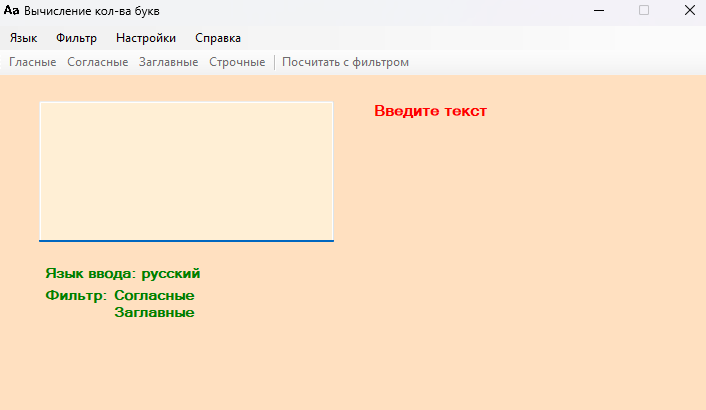 Aa Вычисление кол-ва букв
Язык Фильтр Настройки Справка
Гласные Согласные Заглавные Строчные Посчитать с фильтром
Введите текст
Язык ввода: русский
Фильтр: Согласные
Заглавные